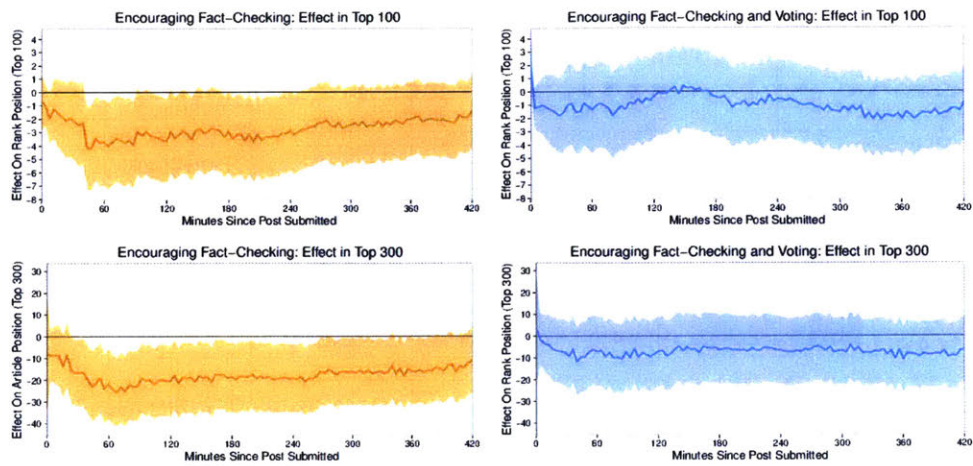 Encouraging Fact−Checking: Effect in Top 100
Effect On Rank Position (Top 100)
4
3
2
1
0
-1
-2
-3
-4
-5
-6
-7
-8
0 60 120 180 240 300 360 420
Minutes Since Post Submitted
Encouraging Fact−Checking and Voting: Effect in Top 100
Effect On Rank Position (Top 100)
4
3
2
1
0
-1
-2
-3
-4
-5
-6
-7
-8
0 60 120 180 240 300 360 420
Minutes Since Post Submitted
Encouraging Fact−Checking: Effect in Top 300
Effect On Article Position (Top 300)
30
20
10
0
-10
-20
-30
-40
0 60 120 180 240 300 360 420
Minutes Since Post Submitted
Encouraging Fact−Checking and Voting: Effect in Top 300
Effect On Rank Position (Top 300)
30
20
10
0
-10
-20
-30
-40
0 60 120 180 240 300 360 420
Minutes Since Post Submitted